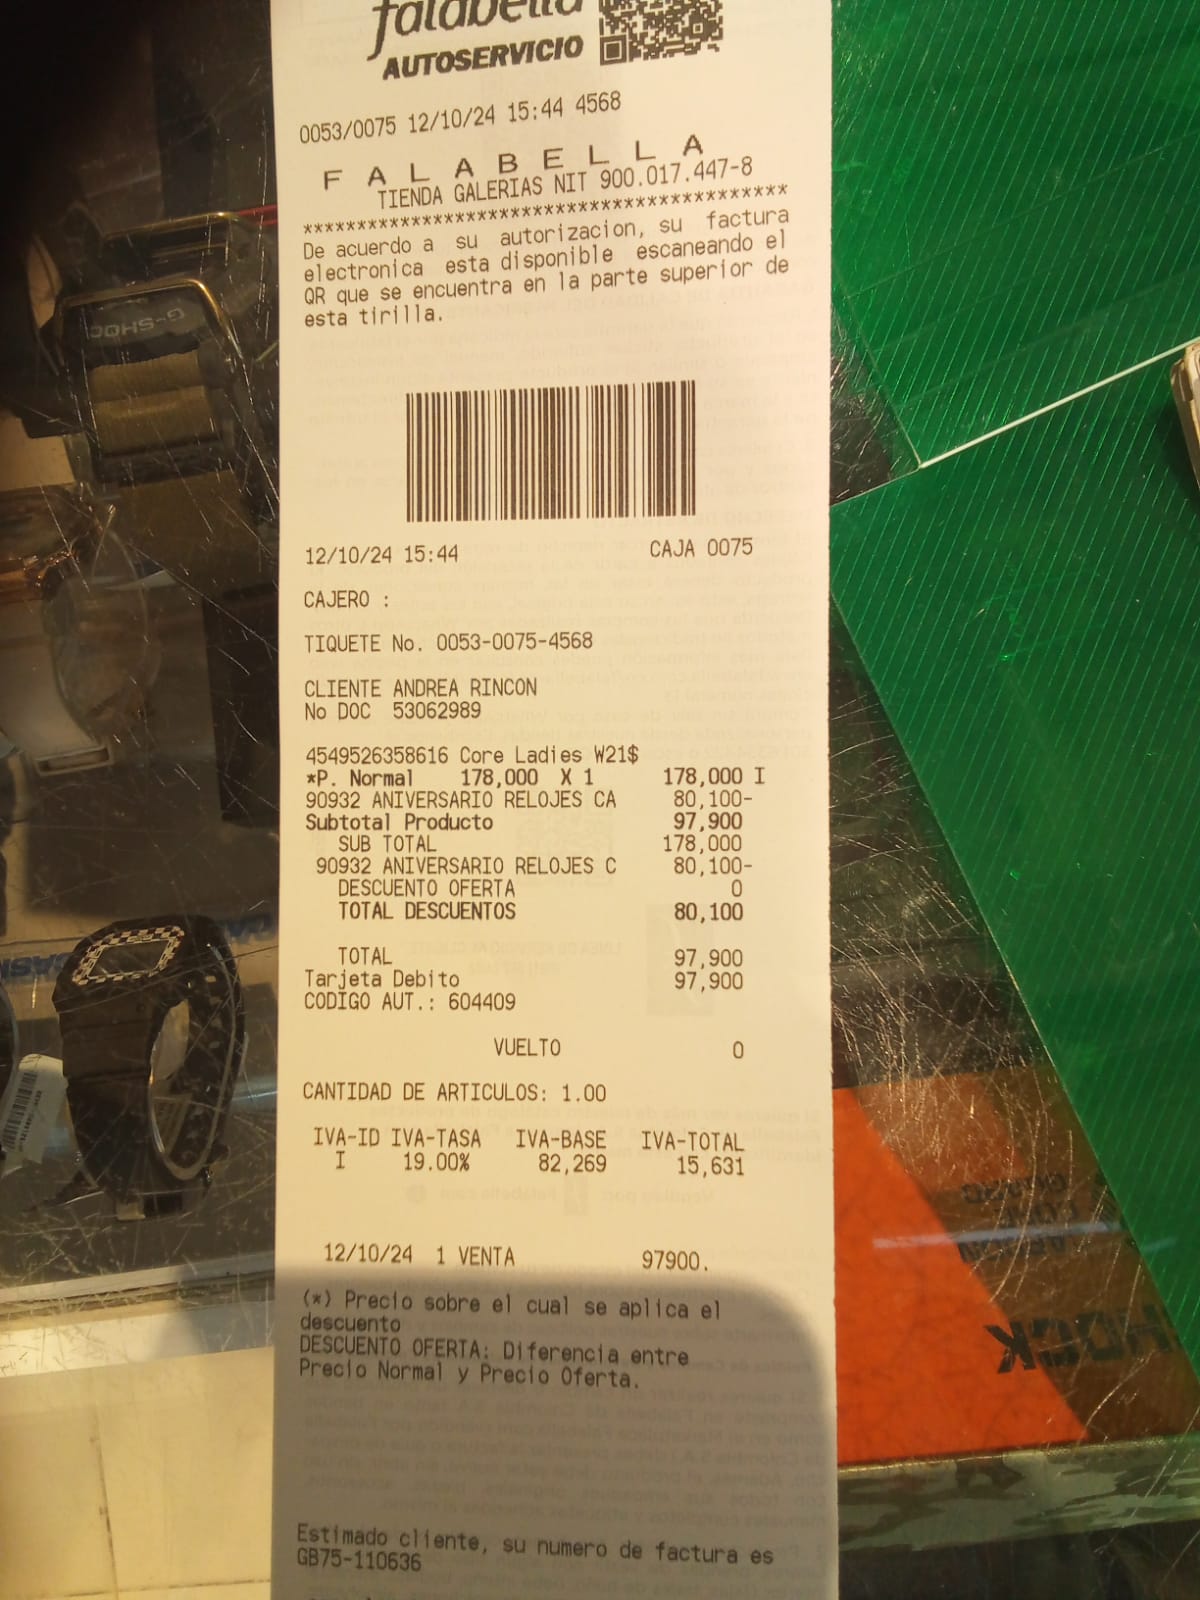 falabella
AUTOSERVICIO
0053/0075 12/10/24 15:44 4568
F A L A B E L L A
TIENDA GALERIAS NIT 900.017.447-8
********************************************
De acuerdo a su autorizacion, su factura
electronica esta disponible escaneando el
QR que se encuentra en la parte superior de
esta tirilla.
12/10/24 15:44 CAJA 0075
CAJERO :
TIQUETE No. 0053-0075-4568
CLIENTE ANDREA RINCON
No DOC 53062989
4549526358616 Core Ladies W21$
*P. Normal 178,000 X 1 178,000 I
90932 ANIVERSARIO RELOJES CA 80,100-
Subtotal Producto 97,900
SUB TOTAL 178,000
90932 ANIVERSARIO RELOJES C 80,100-
DESCUENTO OFERTA 0
TOTAL DESCUENTOS 80,100
TOTAL 97,900
Tarjeta Debito 97,900
CODIGO AUT.: 604409
VUELTO 0
CANTIDAD DE ARTICULOS: 1.00
IVA-ID IVA-TASA IVA-BASE IVA-TOTAL
I 19.00% 82,269 15,631
12/10/24 1 VENTA 97900.
(*) Precio sobre el cual se aplica el
descuento
DESCUENTO OFERTA: Diferencia entre
Precio Normal y Precio Oferta.
Estimado cliente, su numero de factura es
GB75-110636
G-SHOCK
CASIO